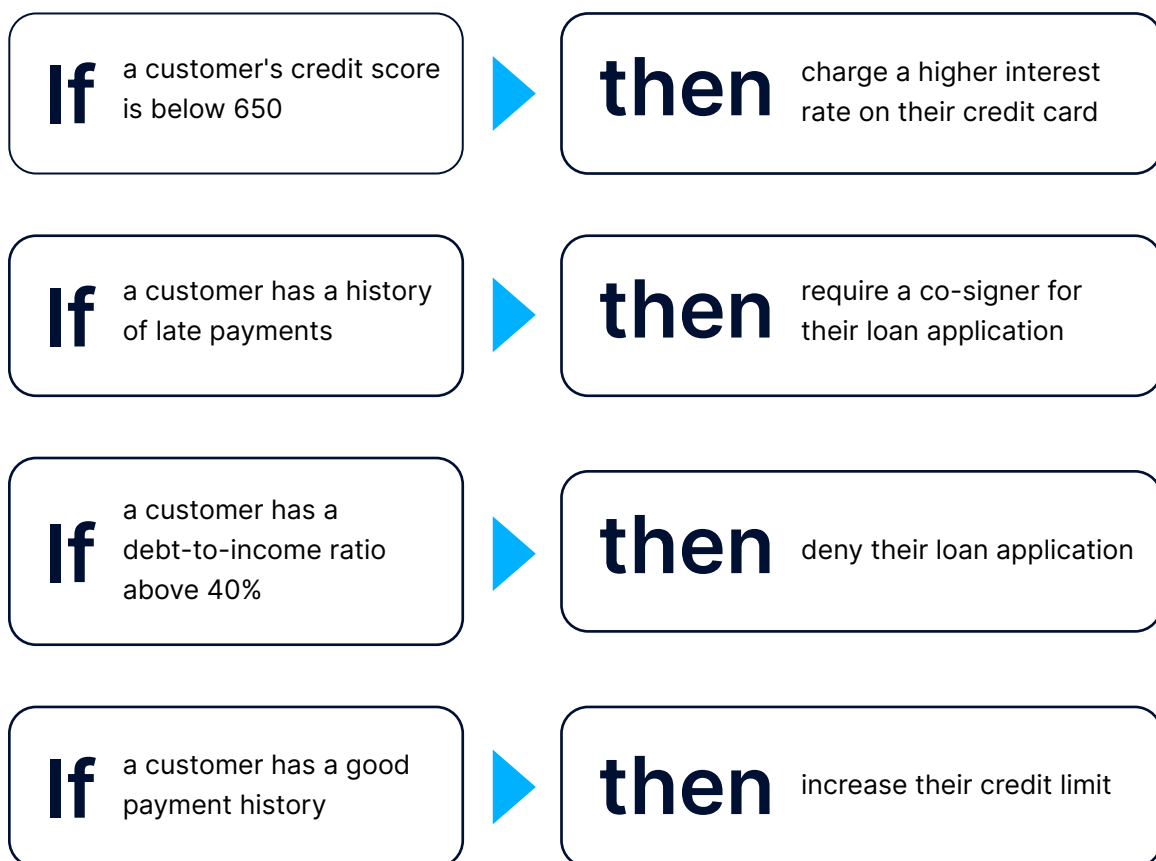 If
a customer's credit score
is below 650
then
charge a higher interest
rate on their credit card
If
a customer has a history
of late payments
then
require a co-signer for
their loan application
If
a customer has a
debt-to-income ratio
above 40%
then
deny their loan application
If
a customer has a good
payment history
then
increase their credit limit